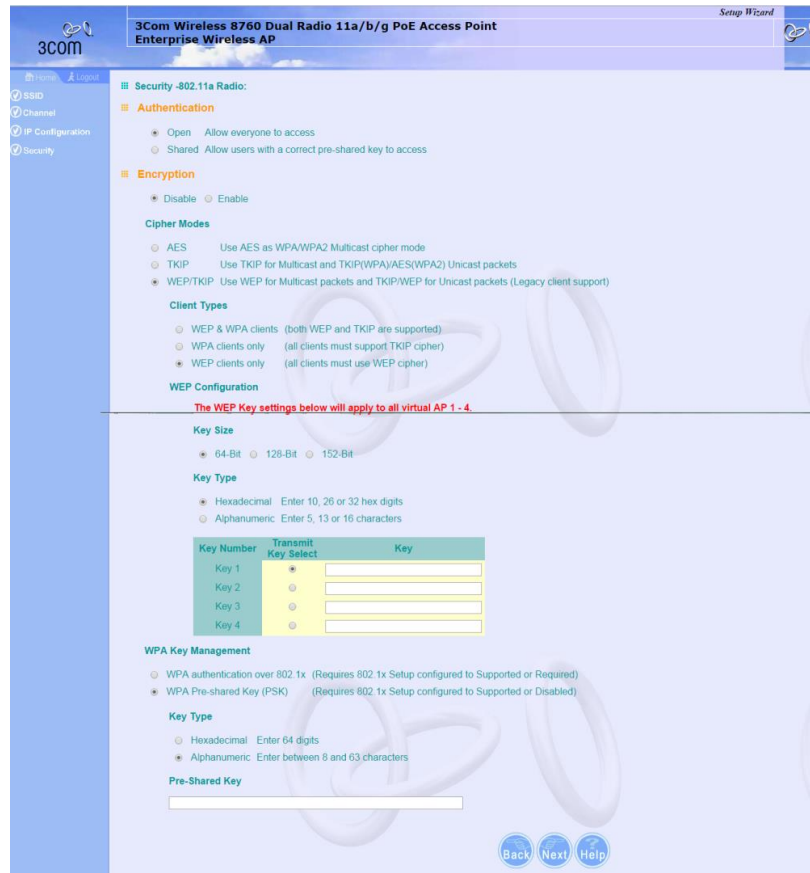 Setup Wizard
3Com Wireless 8760 Dual Radio 11a/b/g PoE Access Point
Enterprise Wireless AP
3COM
Home Logout
SSID
Channel
IP Configuration
Security
Security -802.11a Radio:
Authentication
Open Allow everyone to access
Shared Allow users with a correct pre-shared key to access
Encryption
Disable Enable
Cipher Modes
AES Use AES as WPA/WPA2 Multicast cipher mode
TKIP Use TKIP for Multicast and TKIP(WPA)/AES(WPA2) Unicast packets
WEP/TKIP Use WEP for Multicast packets and TKIP/WEP for Unicast packets (Legacy client support)
Client Types
WEP & WPA clients (both WEP and TKIP are supported)
WPA clients only (all clients must support TKIP cipher)
WEP clients only (all clients must use WEP cipher)
WEP Configuration
The WEP Key settings below will apply to all virtual AP 1 - 4.
Key Size
64-Bit 128-Bit 152-Bit
Key Type
Hexadecimal Enter 10, 26 or 32 hex digits
Alphanumeric Enter 5, 13 or 16 characters
Key Number Transmit Key Select Key
Key 1
Key 2
Key 3
Key 4
WPA Key Management
WPA authentication over 802.1x (Requires 802.1x Setup configured to Supported or Required)
WPA Pre-shared Key (PSK) (Requires 802.1x Setup configured to Supported or Disabled)
Key Type
Hexadecimal Enter 64 digits
Alphanumeric Enter between 8 and 63 characters
Pre-Shared Key
Back Next Help